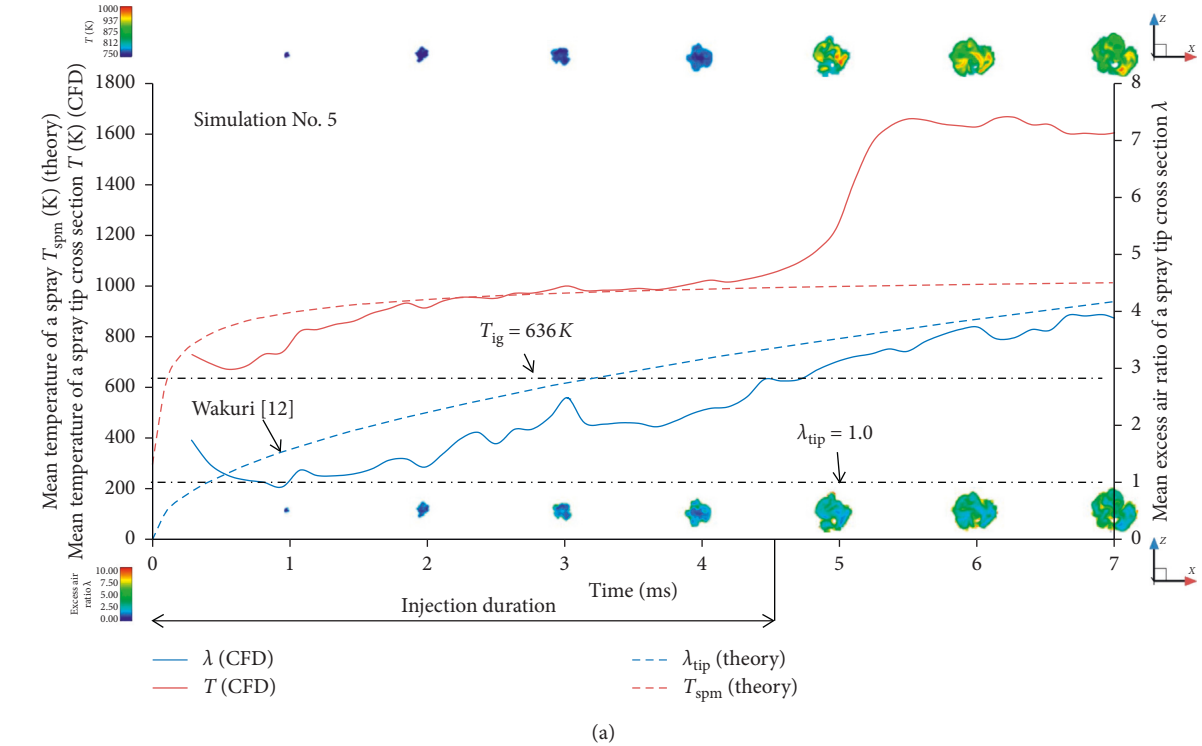 T (K)
1000
937
875
812
750
z
x
Simulation No. 5
Mean temperature of a spray T_spm (K) (theory)
Mean temperature of a spray tip cross section T (K) (CFD)
1800
1600
1400
1200
1000
800
600
400
200
0
T_ig = 636 K
Wakuri [12]
λ_tip = 1.0
8
7
6
5
4
3
2
1
0
Mean excess air ratio of a spray tip cross section λ
0
1
2
3
4
5
6
7
Time (ms)
z
x
Excess air
ratio λ
10.00
7.50
5.00
2.50
0.00
Injection duration
λ (CFD)
T (CFD)
λ_tip (theory)
T_spm (theory)
(a)